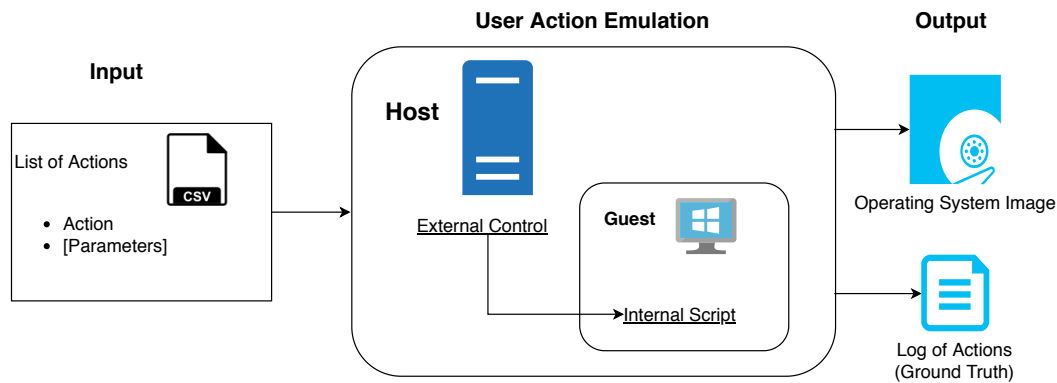 Input
List of Actions
CSV
• Action
• [Parameters]
User Action Emulation
Host
External Control
Guest
Internal Script
Output
Operating System Image
Log of Actions
(Ground Truth)